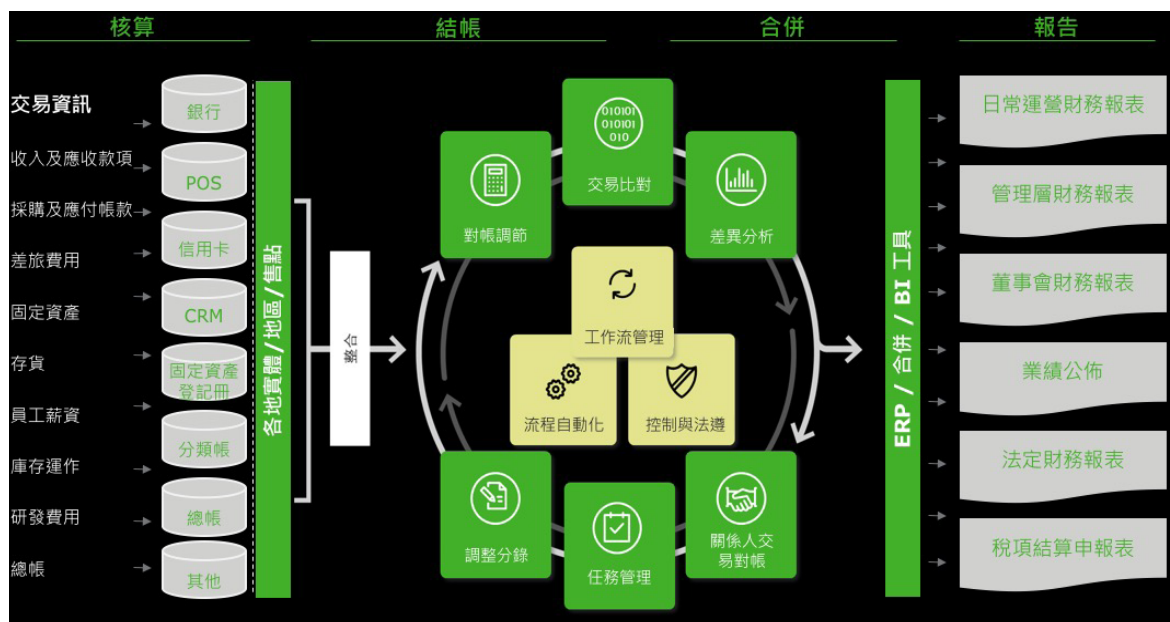 核算
結帳
合併
報告
交易資訊
收入及應收款項
採購及應付帳款
差旅費用
固定資產
存貨
員工薪資
庫存運作
研發費用
總帳
銀行
POS
信用卡
CRM
固定資產
登記冊
分類帳
總帳
其他
各地實體/地區/售點
整合
010101
010101
010
交易比對
對帳調節
差異分析
工作流管理
流程自動化
控制與法遵
調整分錄
任務管理
關係人交
易對帳
ERP / 合併 / BI 工具
日常運營財務報表
管理層財務報表
董事會財務報表
業績公佈
法定財務報表
稅項結算申報表